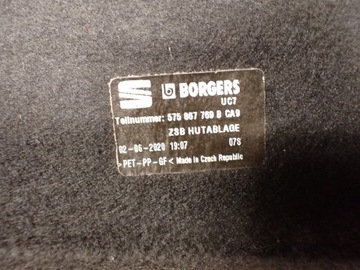 BORGERS
UC7
Teilnummer: 575 867 769 B CA9
ZSB HUTABLAGE
02-06-2020 19:07 07S
>PET-PP-GF< Made in Czech Republic